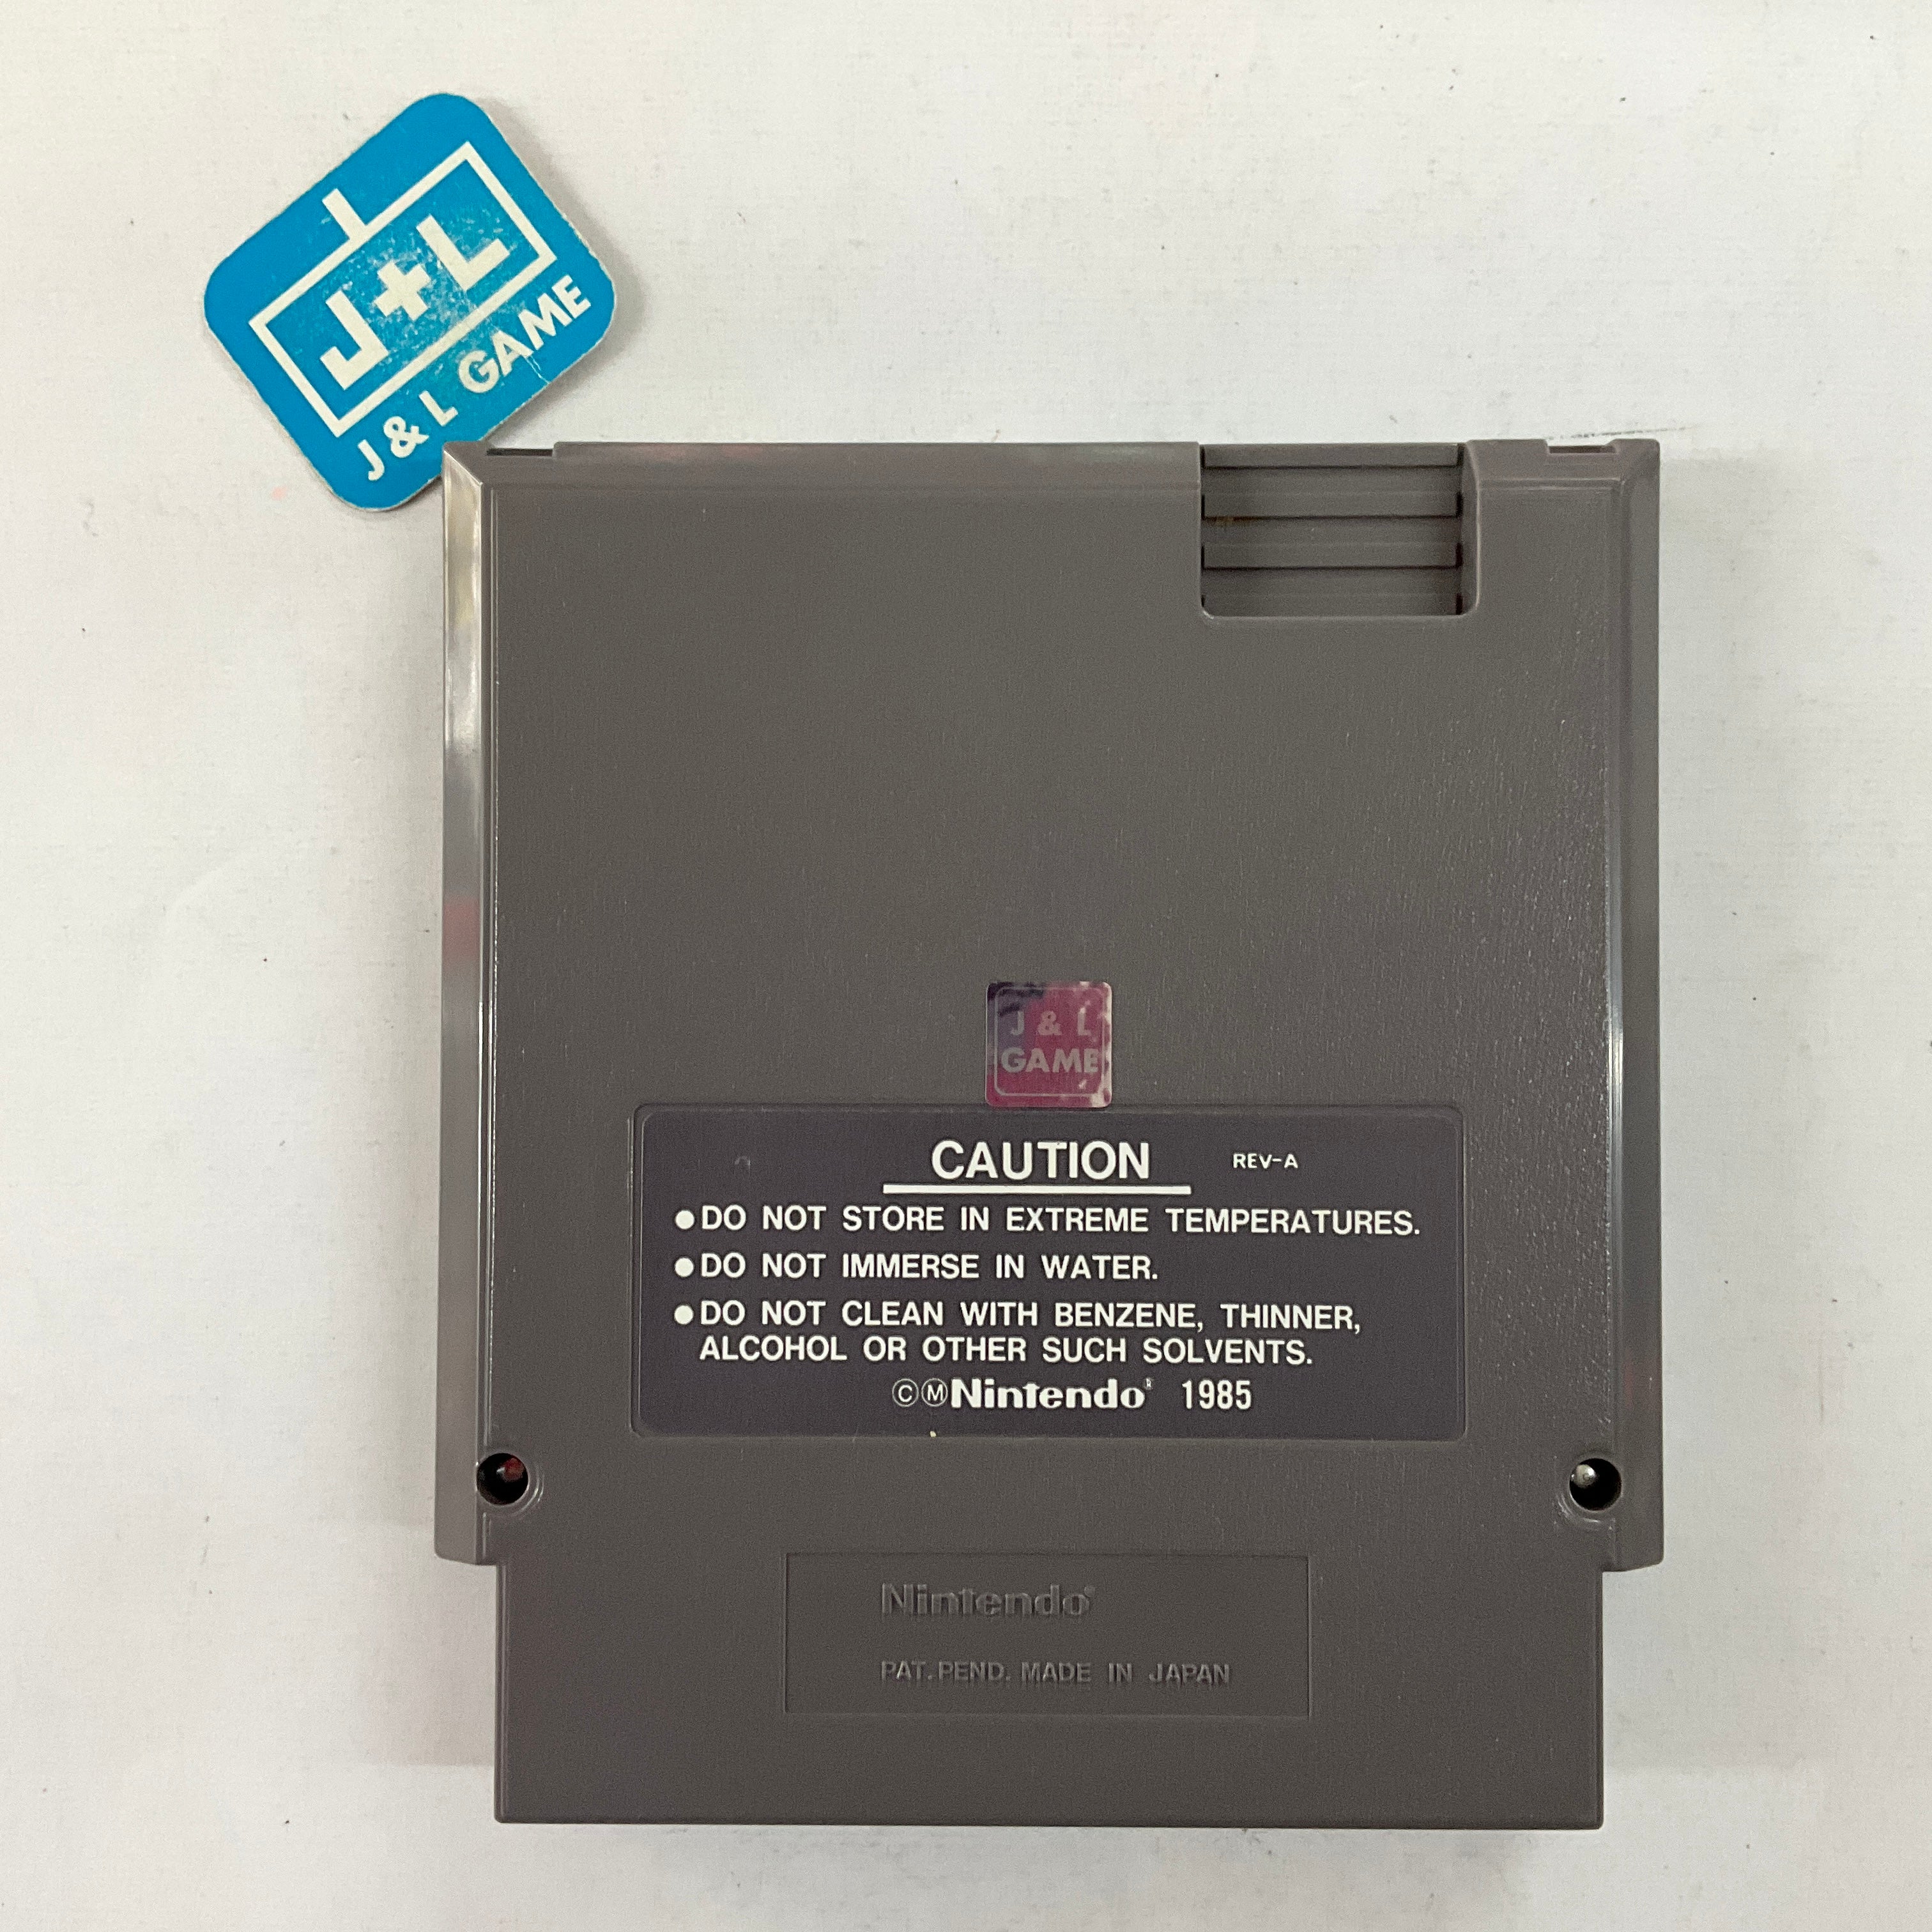 J+L
J & L GAME
J & L
GAME
CAUTION REV-A
●DO NOT STORE IN EXTREME TEMPERATURES.
●DO NOT IMMERSE IN WATER.
●DO NOT CLEAN WITH BENZENE, THINNER,
ALCOHOL OR OTHER SUCH SOLVENTS.
©ⓂNintendo® 1985
Nintendo®
PAT. PEND. MADE IN JAPAN